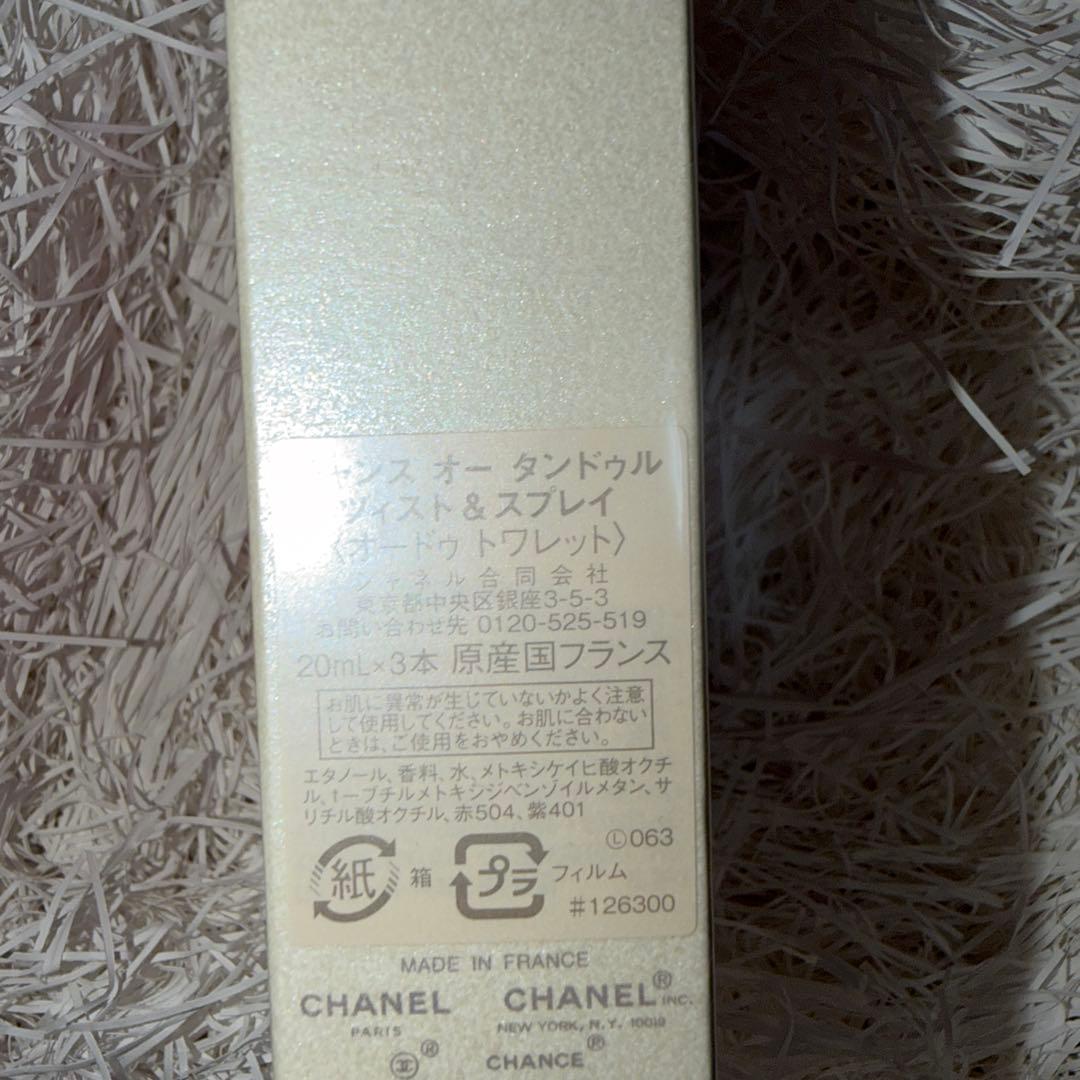 ャンス オー タンドゥル
ツィスト&スプレイ
〈オードゥ トワレット〉
シャネル合同会社
東京都中央区銀座3-5-3
お問い合わせ先 0120-525-519
20mL×3本 原産国フランス
お肌に異常が生じていないかよく注意
して使用してください。お肌に合わない
ときは、ご使用をおやめください。
エタノール、香料、水、メトキシケイヒ酸オクチ
ル、t-ブチルメトキシジベンゾイルメタン、サ
リチル酸オクチル、赤504、紫401
Ⓛ063
紙 箱 プラ フィルム
#126300
MADE IN FRANCE
CHANEL CHANEL® INC.
PARIS NEW YORK, N.Y. 10019
® CHANCE®